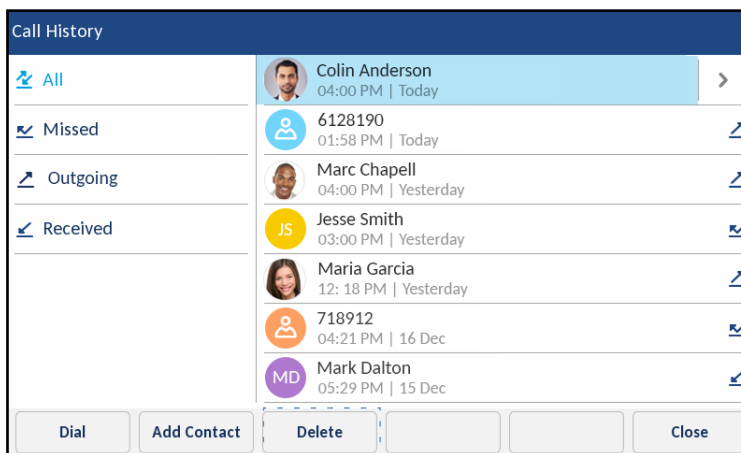 Call History
All
Missed
Outgoing
Received
Colin Anderson
04:00 PM | Today
6128190
01:58 PM | Today
Marc Chapell
04:00 PM | Yesterday
JS
Jesse Smith
03:00 PM | Yesterday
Maria Garcia
12: 18 PM | Yesterday
718912
04:21 PM | 16 Dec
MD
Mark Dalton
05:29 PM | 15 Dec
Dial
Add Contact
Delete
Close